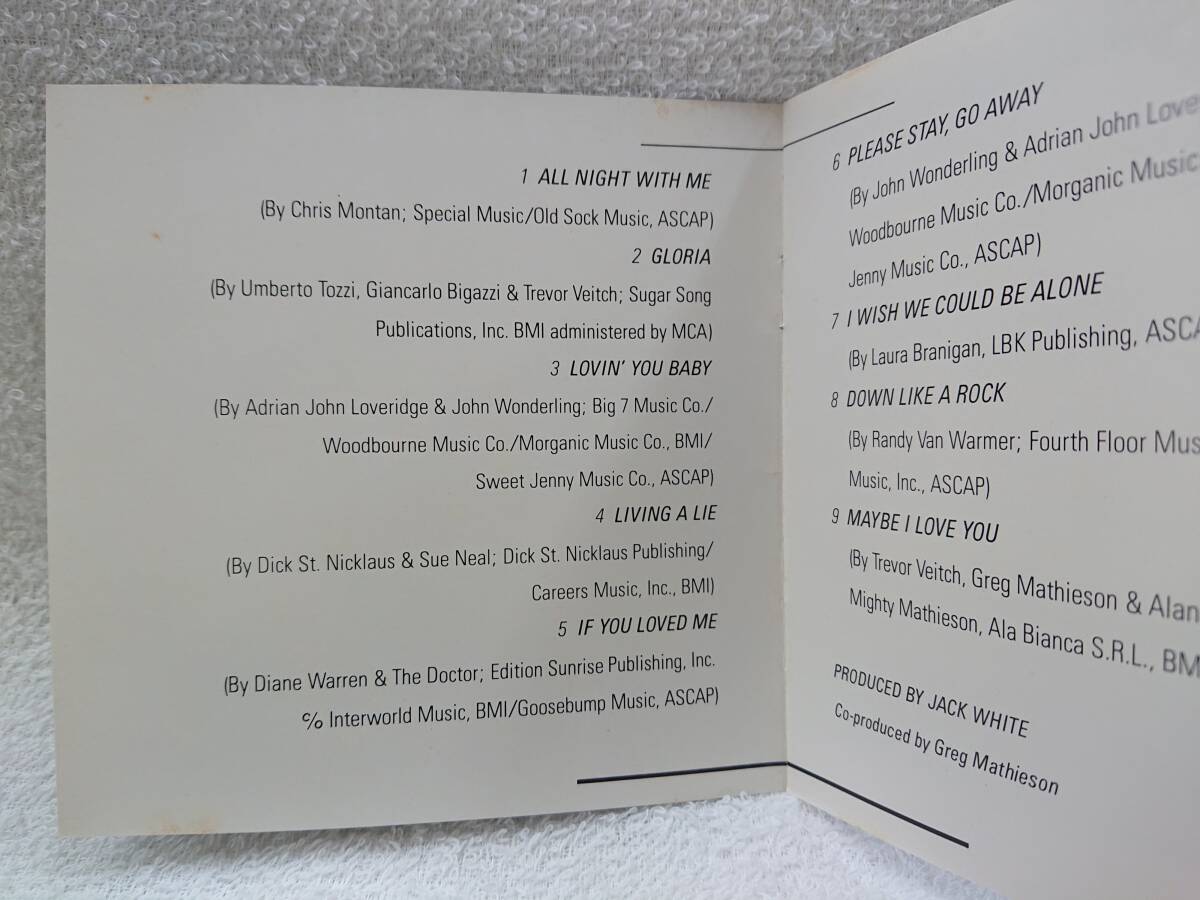 1 ALL NIGHT WITH ME
(By Chris Montan; Special Music/Old Sock Music, ASCAP)
2 GLORIA
(By Umberto Tozzi, Giancarlo Bigazzi & Trevor Veitch; Sugar Song
Publications, Inc. BMI administered by MCA)
3 LOVIN' YOU BABY
(By Adrian John Loveridge & John Wonderling; Big 7 Music Co./
Woodbourne Music Co./Morganic Music Co., BMI/
Sweet Jenny Music Co., ASCAP)
4 LIVING A LIE
(By Dick St. Nicklaus & Sue Neal; Dick St. Nicklaus Publishing/
Careers Music, Inc., BMI)
5 IF YOU LOVED ME
(By Diane Warren & The Doctor; Edition Sunrise Publishing, Inc.
℅ Interworld Music, BMI/Goosebump Music, ASCAP)
6 PLEASE STAY, GO AWAY
(By John Wonderling & Adrian John Love
Woodbourne Music Co./Morganic Music
Jenny Music Co., ASCAP)
7 I WISH WE COULD BE ALONE
(By Laura Branigan, LBK Publishing, ASCA
8 DOWN LIKE A ROCK
(By Randy Van Warmer; Fourth Floor Mus
Music, Inc., ASCAP)
9 MAYBE I LOVE YOU
(By Trevor Veitch, Greg Mathieson & Alan
Mighty Mathieson, Ala Bianca S.R.L., BM
PRODUCED BY JACK WHITE
Co-produced by Greg Mathieson